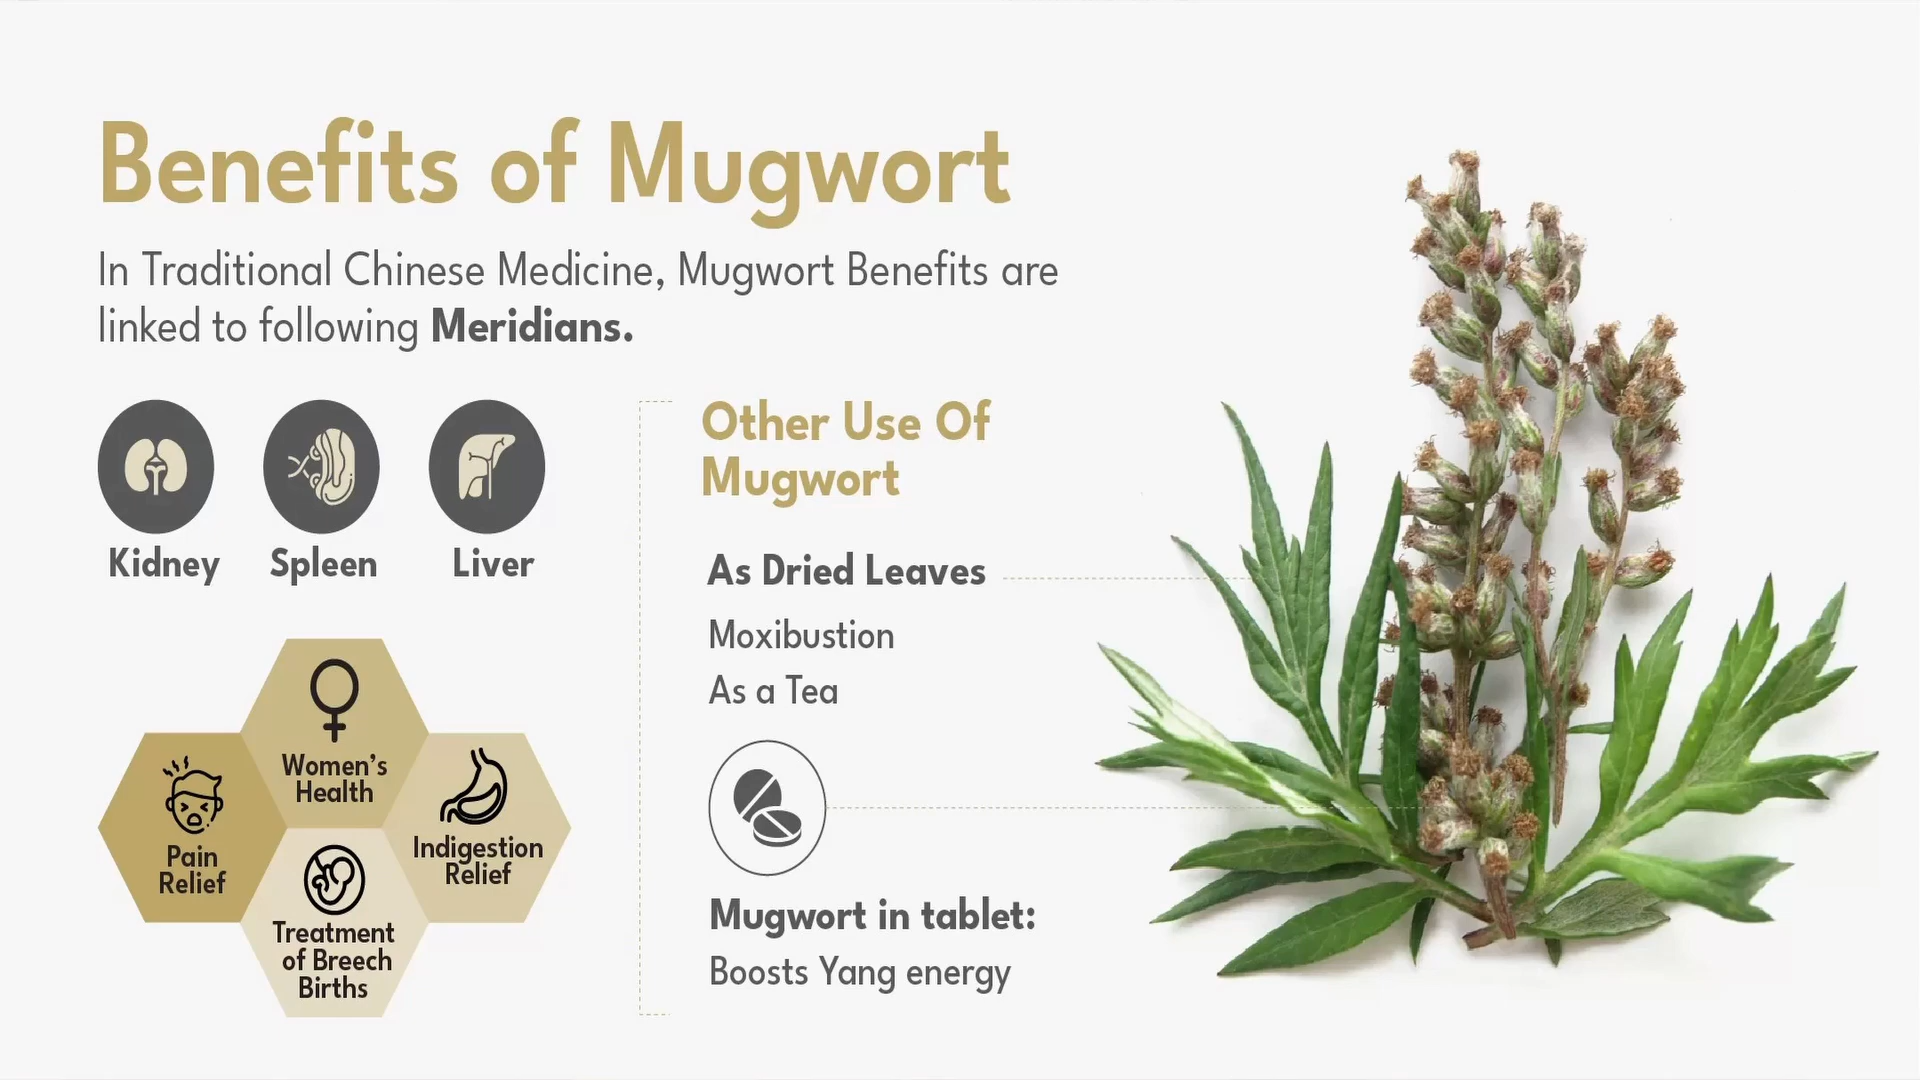 Benefits of Mugwort
In Traditional Chinese Medicine, Mugwort Benefits are
linked to following Meridians.
Kidney
Spleen
Liver
Women's
Health
Pain
Relief
Indigestion
Relief
Treatment
of Breech
Births
Other Use Of
Mugwort
As Dried Leaves
Moxibustion
As a Tea
Mugwort in tablet:
Boosts Yang energy